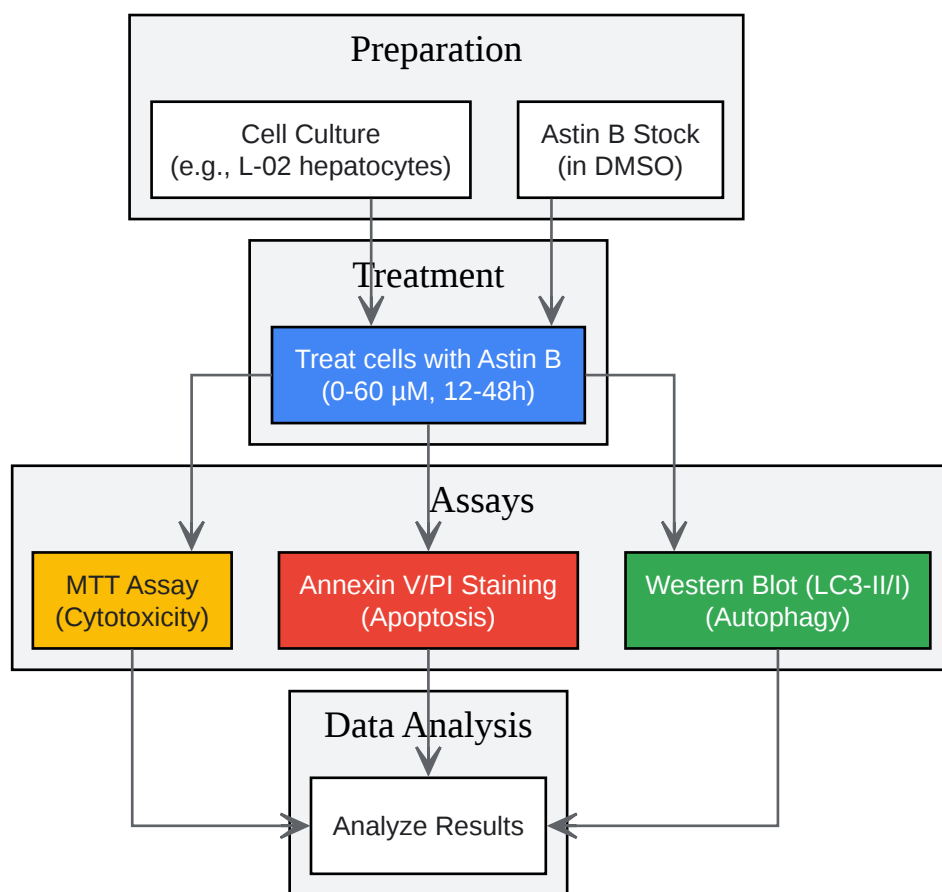 Preparation
Cell Culture
(e.g., L-02 hepatocytes)
Astin B Stock
(in DMSO)
Treatment
Treat cells with Astin B
(0-60 µM, 12-48h)
Assays
MTT Assay
(Cytotoxicity)
Annexin V/PI Staining
(Apoptosis)
Western Blot (LC3-II/I)
(Autophagy)
Data Analysis
Analyze Results